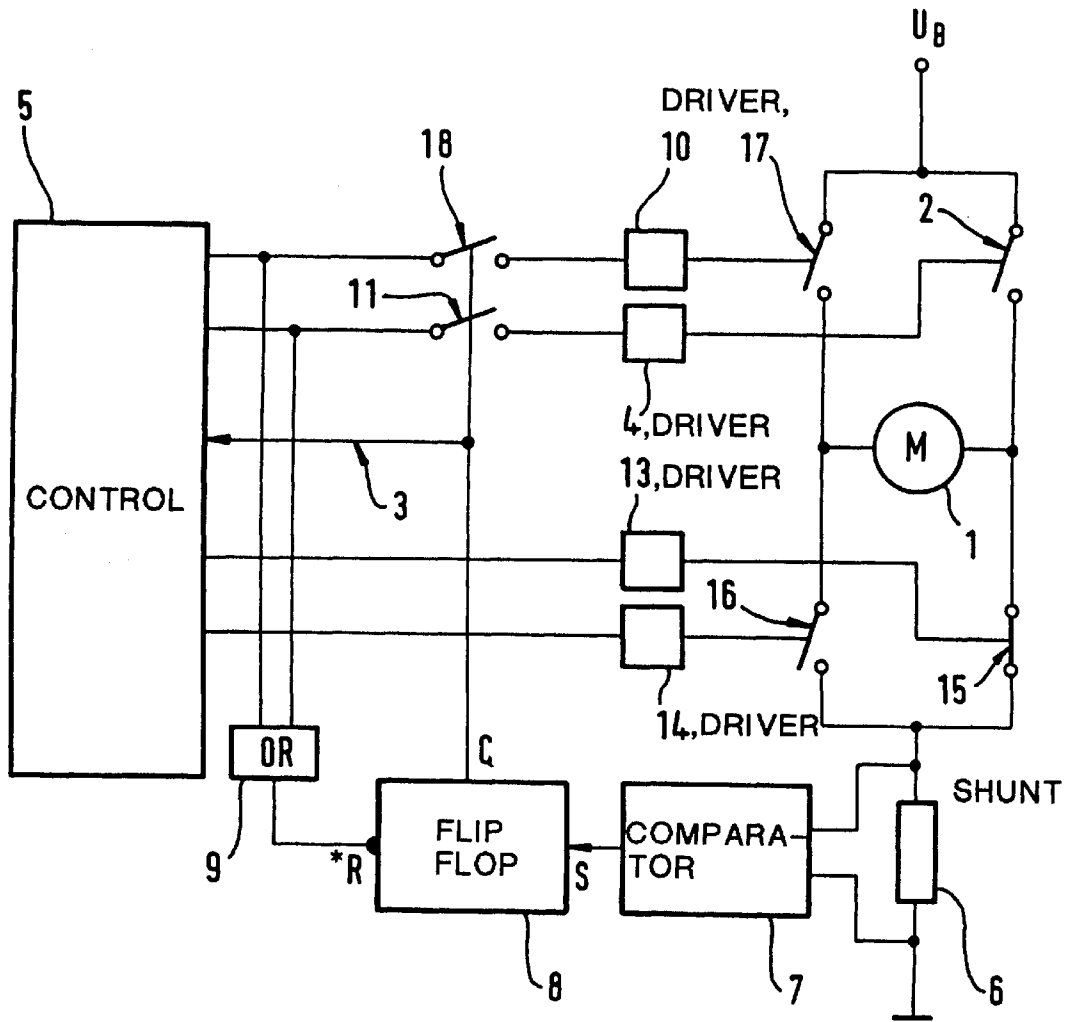 U_B
5
DRIVER,
18
10
17
2
11
4,DRIVER
13,DRIVER
M
CONTROL
3
1
16
15
14,DRIVER
OR
Q
SHUNT
9
*R
FLIP
FLOP
S
COMPARA-
TOR
8
7
6